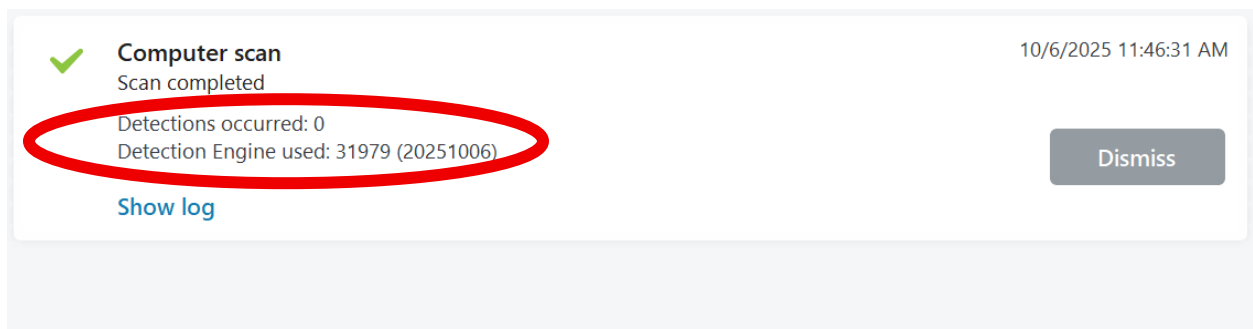 Computer scan
10/6/2025 11:46:31 AM
Scan completed
Detections occurred: 0
Detection Engine used: 31979 (20251006)
Dismiss
Show log